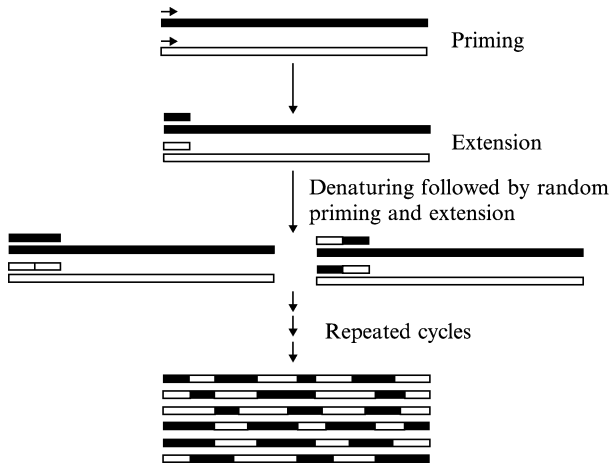 Priming
Extension
Denaturing followed by random
priming and extension
Repeated cycles